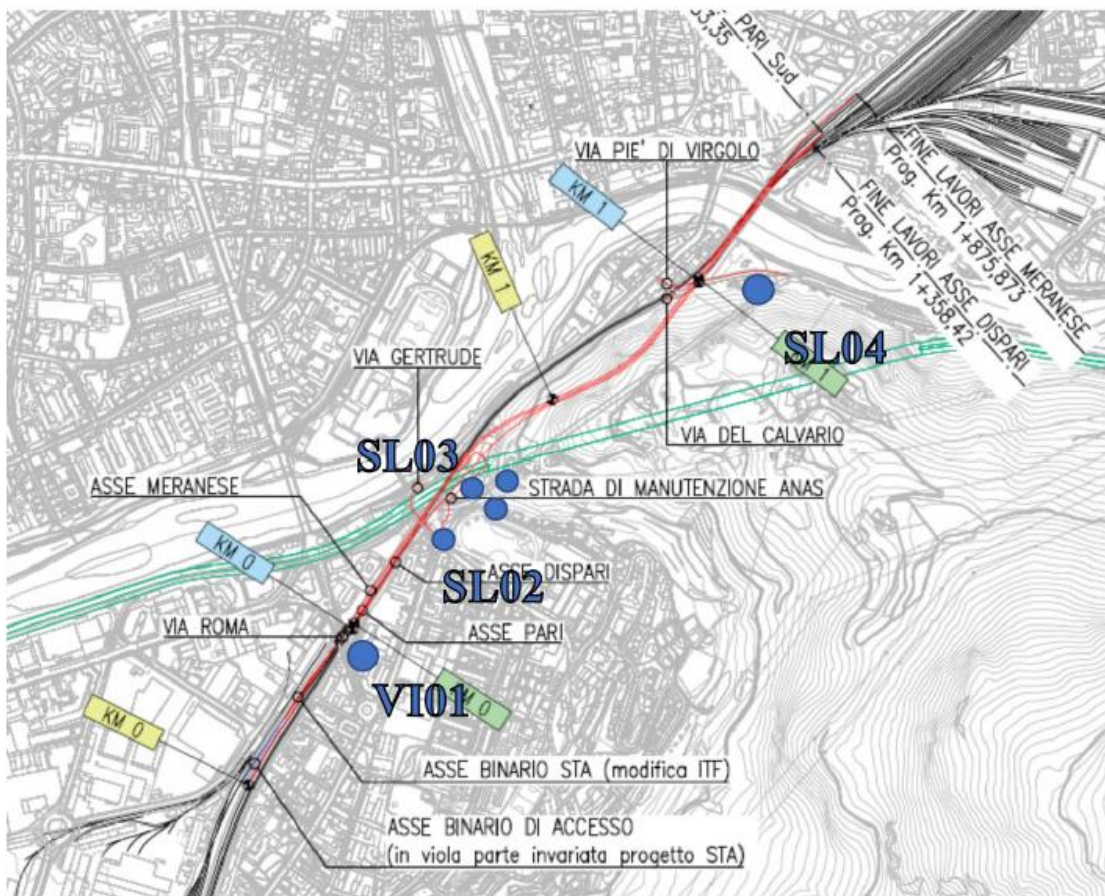 PARI Sud
VIA PIE' DI VIRGOLO
KM 1
KM 1
FINE LAVORI ASSE MERANESE
Prog. Km 1+875,873
FINE LAVORI ASSE DISPARI
Prog. Km 1+358,42
VIA GERTRUDE
SL04
VIA DEL CALVARIO
SL03
ASSE MERANESE
STRADA DI MANUTENZIONE ANAS
KM 0
ASSE DISPARI
SL02
VIA ROMA
ASSE PARI
VI01
KM 0
KM 0
ASSE BINARIO STA (modifica ITF)
ASSE BINARIO DI ACCESSO
(in viola parte invariata progetto STA)